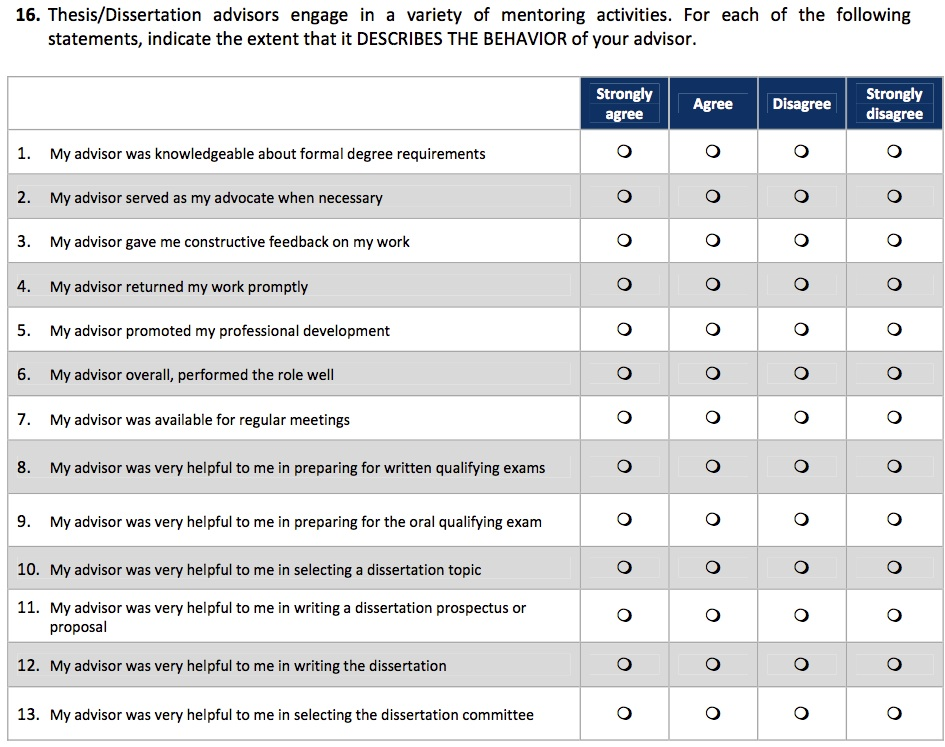 16. Thesis/Dissertation advisors engage in a variety of mentoring activities. For each of the following
statements, indicate the extent that it DESCRIBES THE BEHAVIOR of your advisor.
Strongly
agree
Agree
Disagree
Strongly
disagree
1. My advisor was knowledgeable about formal degree requirements
2. My advisor served as my advocate when necessary
3. My advisor gave me constructive feedback on my work
4. My advisor returned my work promptly
5. My advisor promoted my professional development
6. My advisor overall, performed the role well
7. My advisor was available for regular meetings
8. My advisor was very helpful to me in preparing for written qualifying exams
9. My advisor was very helpful to me in preparing for the oral qualifying exam
10. My advisor was very helpful to me in selecting a dissertation topic
11. My advisor was very helpful to me in writing a dissertation prospectus or
proposal
12. My advisor was very helpful to me in writing the dissertation
13. My advisor was very helpful to me in selecting the dissertation committee